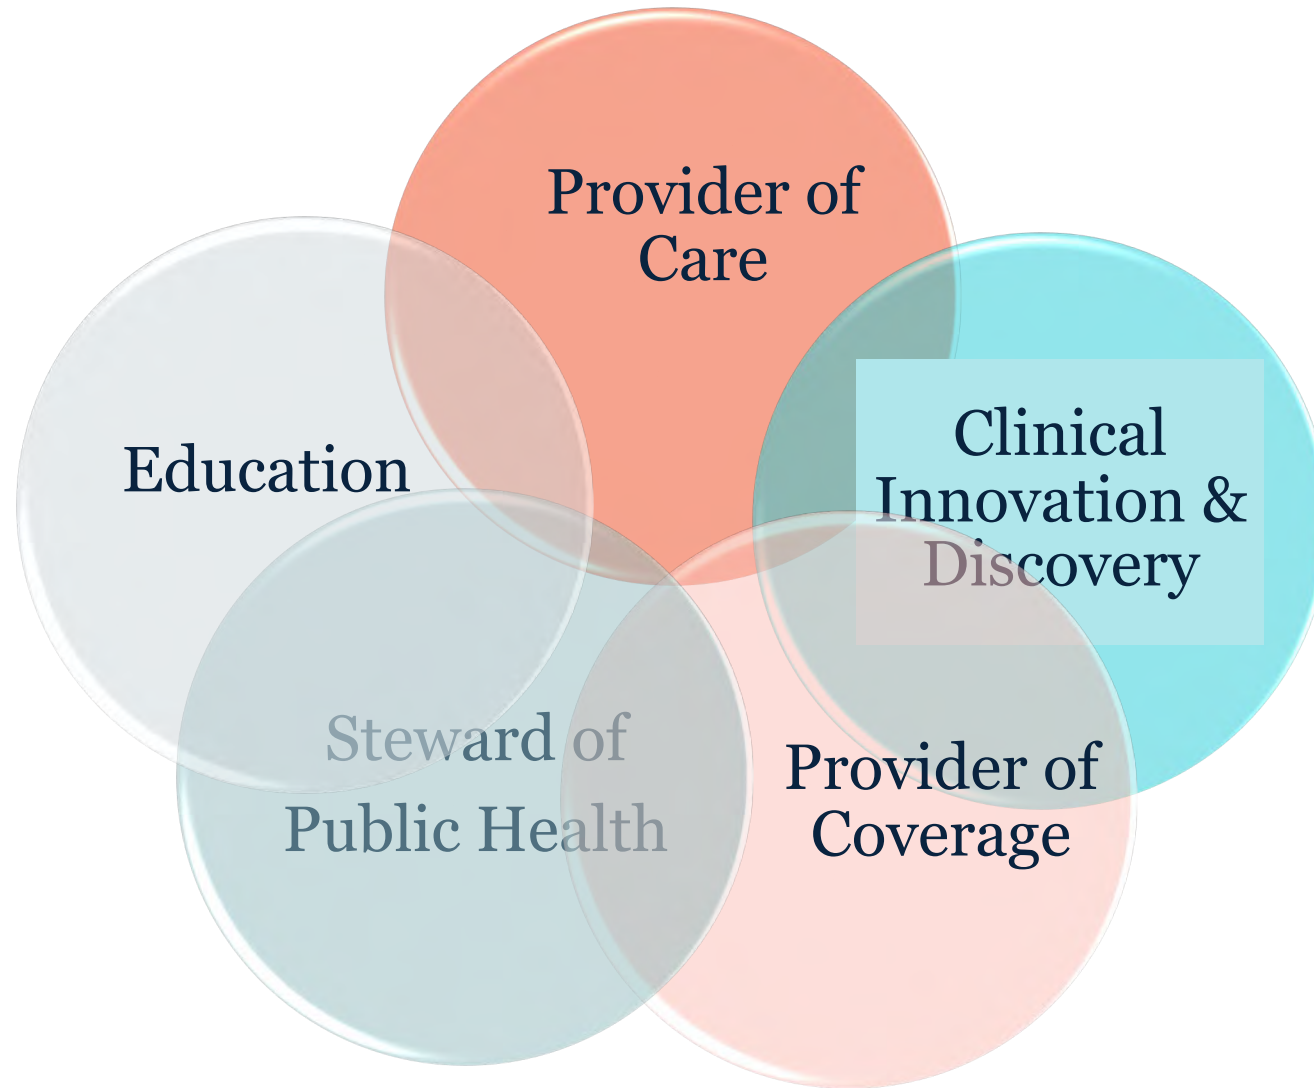 Provider of
Care
Education
Clinical
Innovation &
Discovery
Steward of
Public Health
Provider of
Coverage